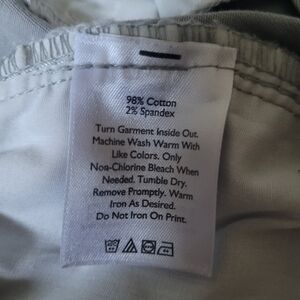 98% Cotton
2% Spandex
Turn Garment Inside Out.
Machine Wash Warm With
Like Colors. Only
Non-Chlorine Bleach When
Needed. Tumble Dry.
Remove Promptly. Warm
Iron As Desired.
Do Not Iron On Print.